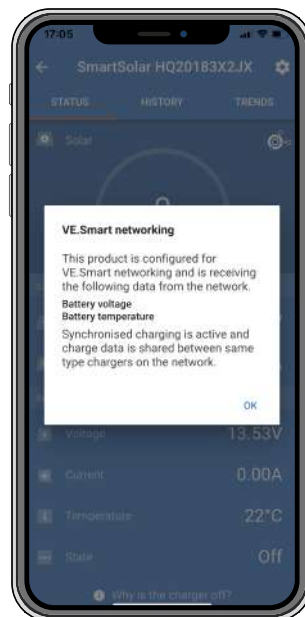 17:05
SmartSolar HQ20183X2JX
STATUS HISTORY TRENDS
Solar
VE.Smart networking
This product is configured for
VE.Smart networking and is receiving
the following data from the network.
Battery voltage
Battery temperature
Synchronised charging is active and
charge data is shared between same
type chargers on the network.
OK
Voltage 13.53V
Current 0.00A
Temperature 22°C
State Off
Why is the charger off?